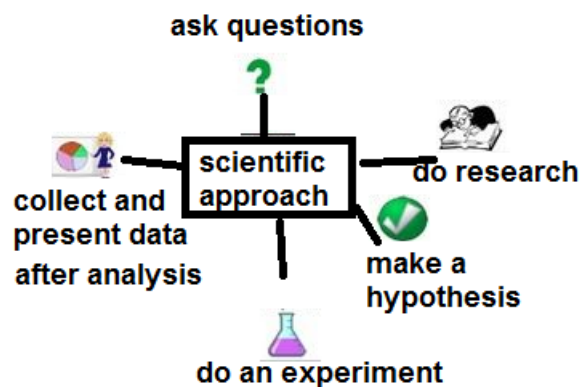 ask questions
?
scientific
approach
do research
make a
hypothesis
do an experiment
collect and
present data
after analysis